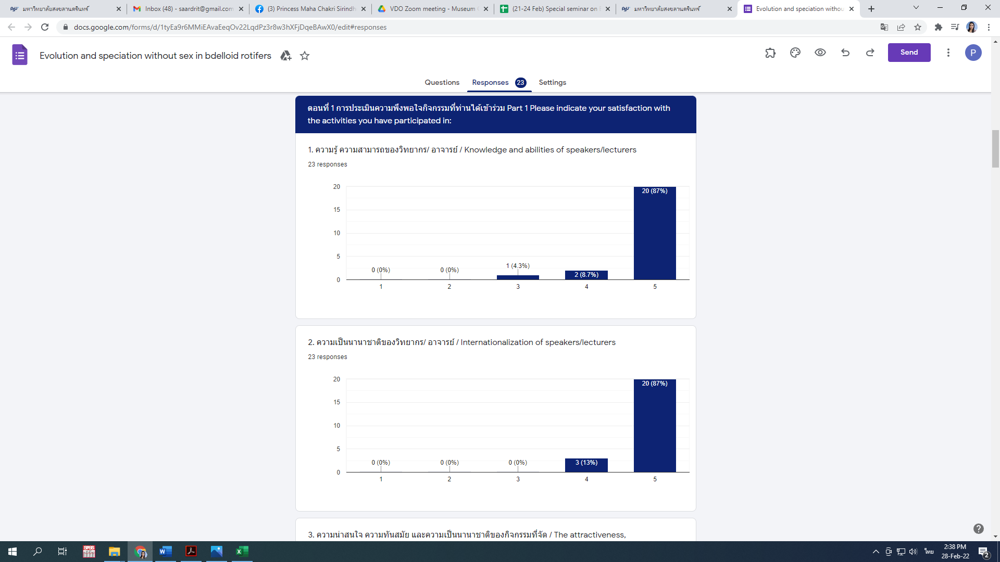 มหาวิทยาลัยสงขลานครินทร์
Inbox (48) - saardrit@gmail.com
(3) Princess Maha Chakri Sirindh
VDO Zoom meeting - Museum
(21-24 Feb) Special seminar on
มหาวิทยาลัยสงขลานครินทร์
Evolution and speciation withou
docs.google.com/forms/d/1tyEa9r6MMiEAvaEeqOv22LqdPz3r8w3hXFjDqeBAwX0/edit#responses
Evolution and speciation without sex in bdelloid rotifers
Send
P
Questions
Responses 23
Settings
ตอนที่ 1 การประเมินความพึงพอใจกิจกรรมที่ท่านได้เข้าร่วม Part 1 Please indicate your satisfaction with
the activities you have participated in:
1. ความรู้ ความสามารถของวิทยากร/ อาจารย์ / Knowledge and abilities of speakers/lecturers
23 responses
20
15
10
5
0
0 (0%)
0 (0%)
1 (4.3%)
2 (8.7%)
20 (87%)
1 2 3 4 5
2. ความเป็นนานาชาติของวิทยากร/ อาจารย์ / Internationalization of speakers/lecturers
23 responses
20
15
10
5
0
0 (0%)
0 (0%)
0 (0%)
3 (13%)
20 (87%)
1 2 3 4 5
3. ความน่าสนใจ ความทันสมัย และความเป็นนานาชาติของกิจกรรมที่จัด / The attractiveness,
SPSS
ไทย
2:38 PM
28-Feb-22
2